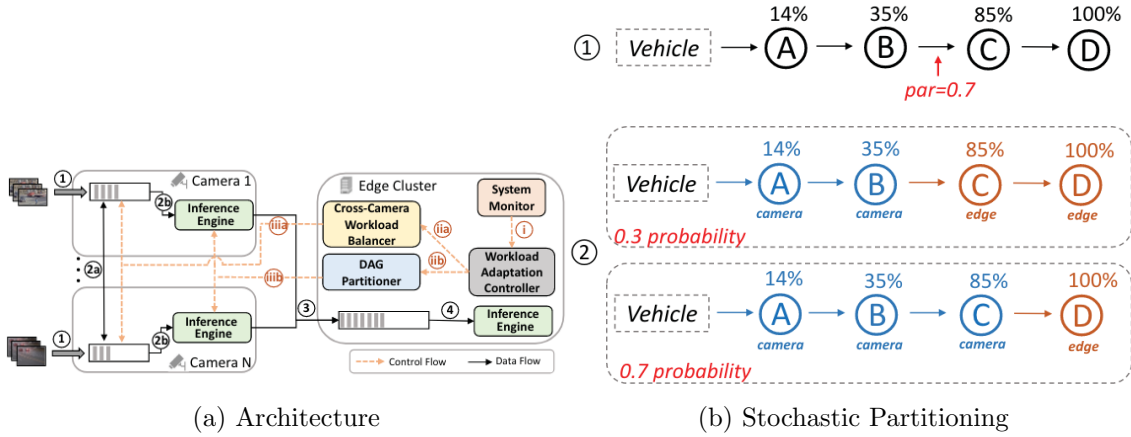 1
Camera 1
2b
Inference
Engine
2a
1
2b
Inference
Engine
Camera N
Edge Cluster
System
Monitor
Cross-Camera
Workload
Balancer
iiia
iia
i
iiib
DAG
Partitioner
iib
Workload
Adaptation
Controller
3
4
Inference
Engine
Control Flow
Data Flow
(a) Architecture
1
14% 35% 85% 100%
Vehicle A B C D
par=0.7
2
14% 35% 85% 100%
Vehicle A B C D
camera camera edge edge
0.3 probability
14% 35% 85% 100%
Vehicle A B C D
camera camera camera edge
0.7 probability
(b) Stochastic Partitioning